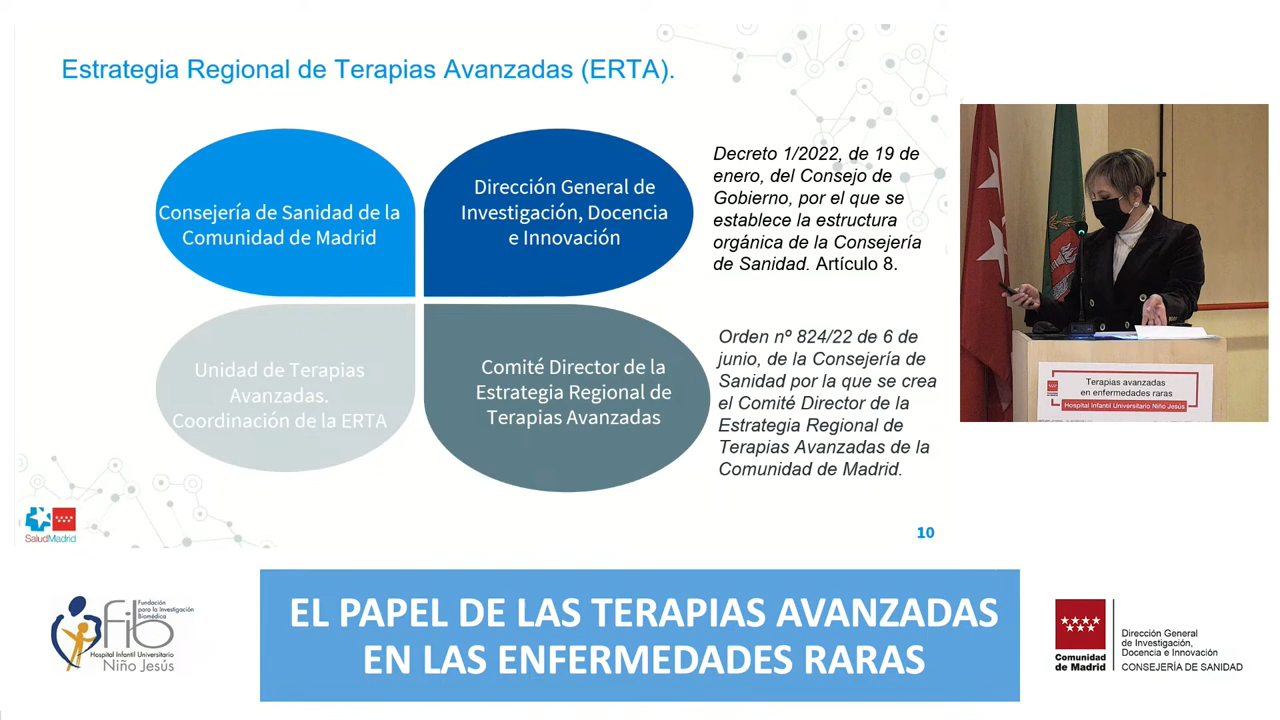 Estrategia Regional de Terapias Avanzadas (ERTA).
Consejería de Sanidad de la
Comunidad de Madrid
Dirección General de
Investigación, Docencia
e Innovación
Decreto 1/2022, de 19 de
enero, del Consejo de
Gobierno, por el que se
establece la estructura
orgánica de la Consejería
de Sanidad. Artículo 8.
Unidad de Terapias
Avanzadas.
Coordinación de la ERTA
Comité Director de la
Estrategia Regional de
Terapias Avanzadas
Orden nº 824/22 de 6 de
junio, de la Consejería de
Sanidad por la que se crea
el Comité Director de la
Estrategia Regional de
Terapias Avanzadas de la
Comunidad de Madrid.
SaludMadrid
10
Terapias avanzadas
en enfermedades raras
Hospital Infantil Universitario Niño Jesús
Fundación
para la Investigación
Biomédica
fib
Hospital Infantil Universitario
Niño Jesús
EL PAPEL DE LAS TERAPIAS AVANZADAS
EN LAS ENFERMEDADES RARAS
Comunidad
de Madrid
Dirección General
de Investigación,
Docencia e Innovación
CONSEJERÍA DE SANIDAD